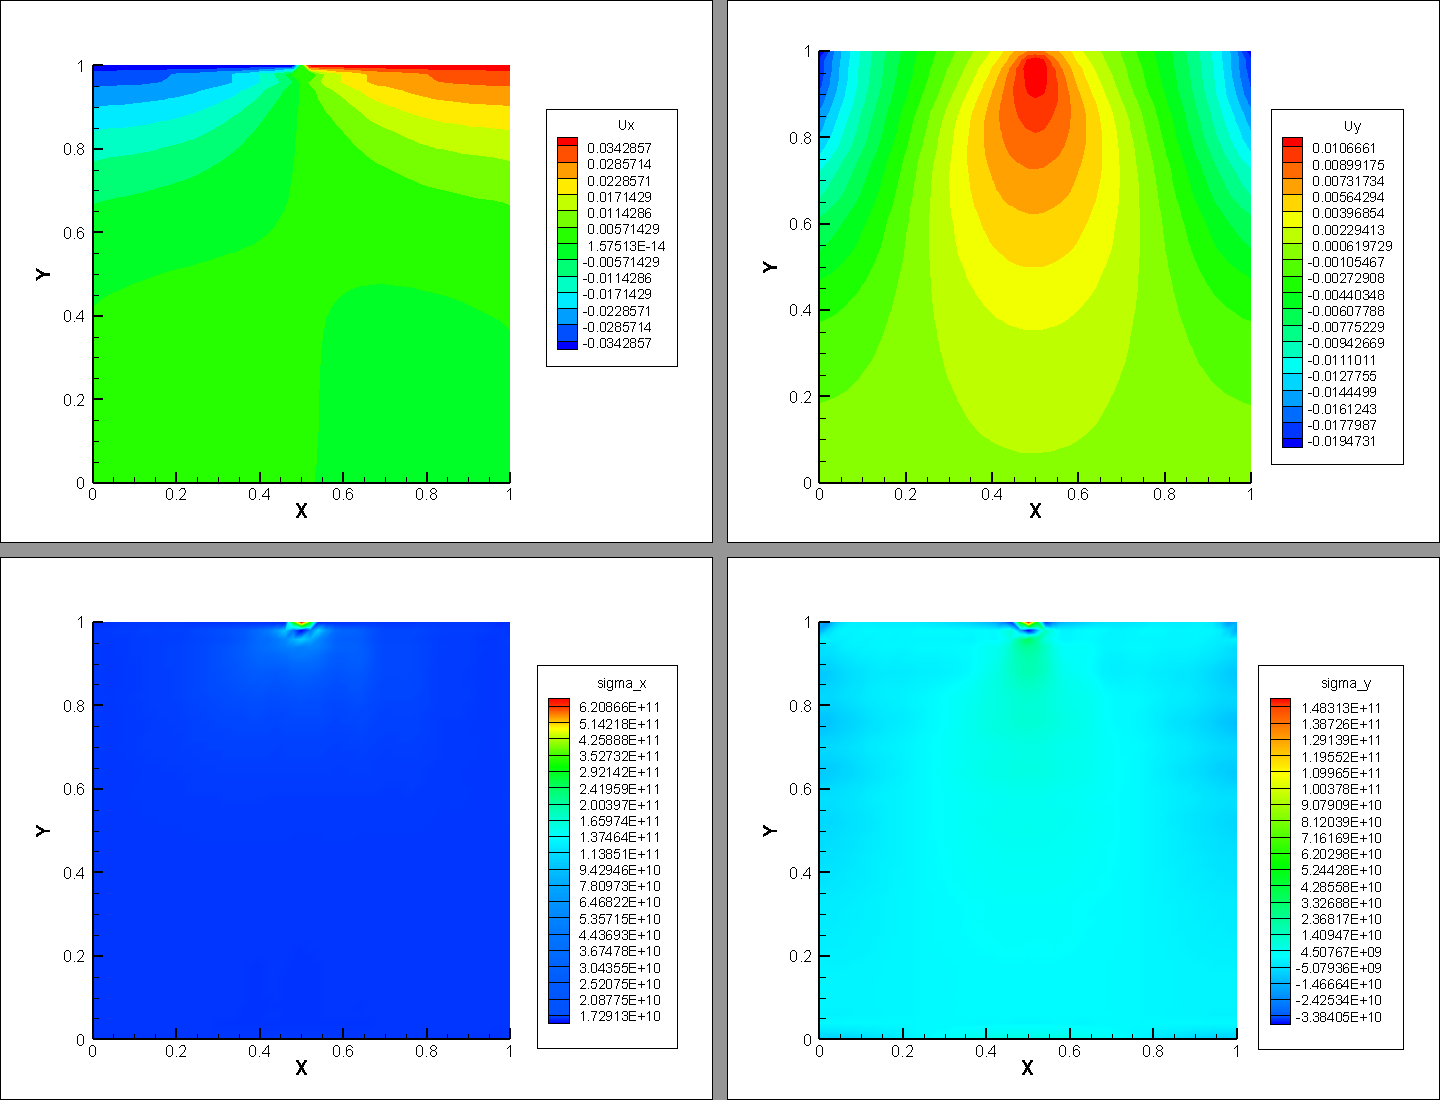 Ux
0.0342857
0.0285714
0.0228571
0.0171429
0.0114286
0.00571429
1.57513E-14
-0.00571429
-0.0114286
-0.0171429
-0.0228571
-0.0285714
-0.0342857
1
0.8
0.6
0.4
0.2
0
Y
0 0.2 0.4 0.6 0.8 1
X
Uy
0.0106661
0.00899175
0.00731734
0.00564294
0.00396854
0.00229413
0.000619729
-0.00105467
-0.00272908
-0.00440348
-0.00607788
-0.00775229
-0.00942669
-0.0111011
-0.0127755
-0.0144499
-0.0161243
-0.0177987
-0.0194731
1
0.8
0.6
0.4
0.2
0
Y
0 0.2 0.4 0.6 0.8 1
X
sigma_x
6.20866E+11
5.14218E+11
4.25888E+11
3.52732E+11
2.92142E+11
2.41959E+11
2.00397E+11
1.65974E+11
1.37464E+11
1.13851E+11
9.42946E+10
7.80973E+10
6.46822E+10
5.35715E+10
4.43693E+10
3.67478E+10
3.04355E+10
2.52075E+10
2.08775E+10
1.72913E+10
1
0.8
0.6
0.4
0.2
0
Y
0 0.2 0.4 0.6 0.8 1
X
sigma_y
1.48313E+11
1.38726E+11
1.29139E+11
1.19552E+11
1.09965E+11
1.00378E+11
9.07909E+10
8.12039E+10
7.16169E+10
6.20298E+10
5.24428E+10
4.28558E+10
3.32688E+10
2.36817E+10
1.40947E+10
4.50767E+09
-5.07936E+09
-1.46664E+10
-2.42534E+10
-3.38405E+10
1
0.8
0.6
0.4
0.2
0
Y
0 0.2 0.4 0.6 0.8 1
X